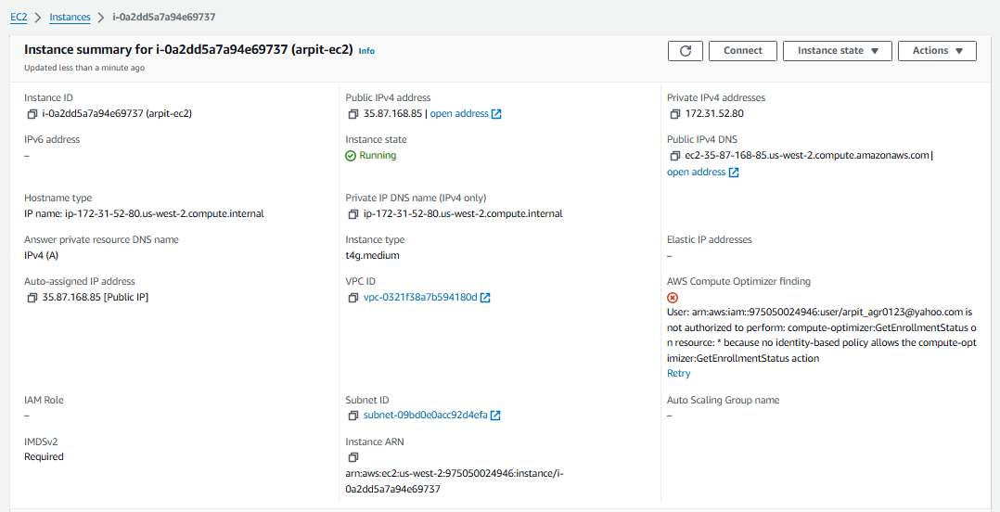 EC2 > Instances > i-0a2dd5a7a94e69737
Instance summary for i-0a2dd5a7a94e69737 (arpit-ec2) Info
Updated less than a minute ago
Connect
Instance state
Actions
Instance ID
i-0a2dd5a7a94e69737 (arpit-ec2)
Public IPv4 address
35.87.168.85 | open address
Private IPv4 addresses
172.31.52.80
IPv6 address
–
Instance state
Running
Public IPv4 DNS
ec2-35-87-168-85.us-west-2.compute.amazonaws.com |
open address
Hostname type
IP name: ip-172-31-52-80.us-west-2.compute.internal
Private IP DNS name (IPv4 only)
ip-172-31-52-80.us-west-2.compute.internal
Answer private resource DNS name
IPv4 (A)
Instance type
t4g.medium
Elastic IP addresses
–
Auto-assigned IP address
35.87.168.85 [Public IP]
VPC ID
vpc-0321f38a7b594180d
AWS Compute Optimizer finding
User: arn:aws:iam::975050024946:user/arpit_agr0123@yahoo.com is
not authorized to perform: compute-optimizer:GetEnrollmentStatus o
n resource: * because no identity-based policy allows the compute-opt
imizer:GetEnrollmentStatus action
Retry
IAM Role
–
Subnet ID
subnet-09bd0e0acc92d4efa
Auto Scaling Group name
–
IMDSv2
Required
Instance ARN
arn:aws:ec2:us-west-2:975050024946:instance/i-
0a2dd5a7a94e69737